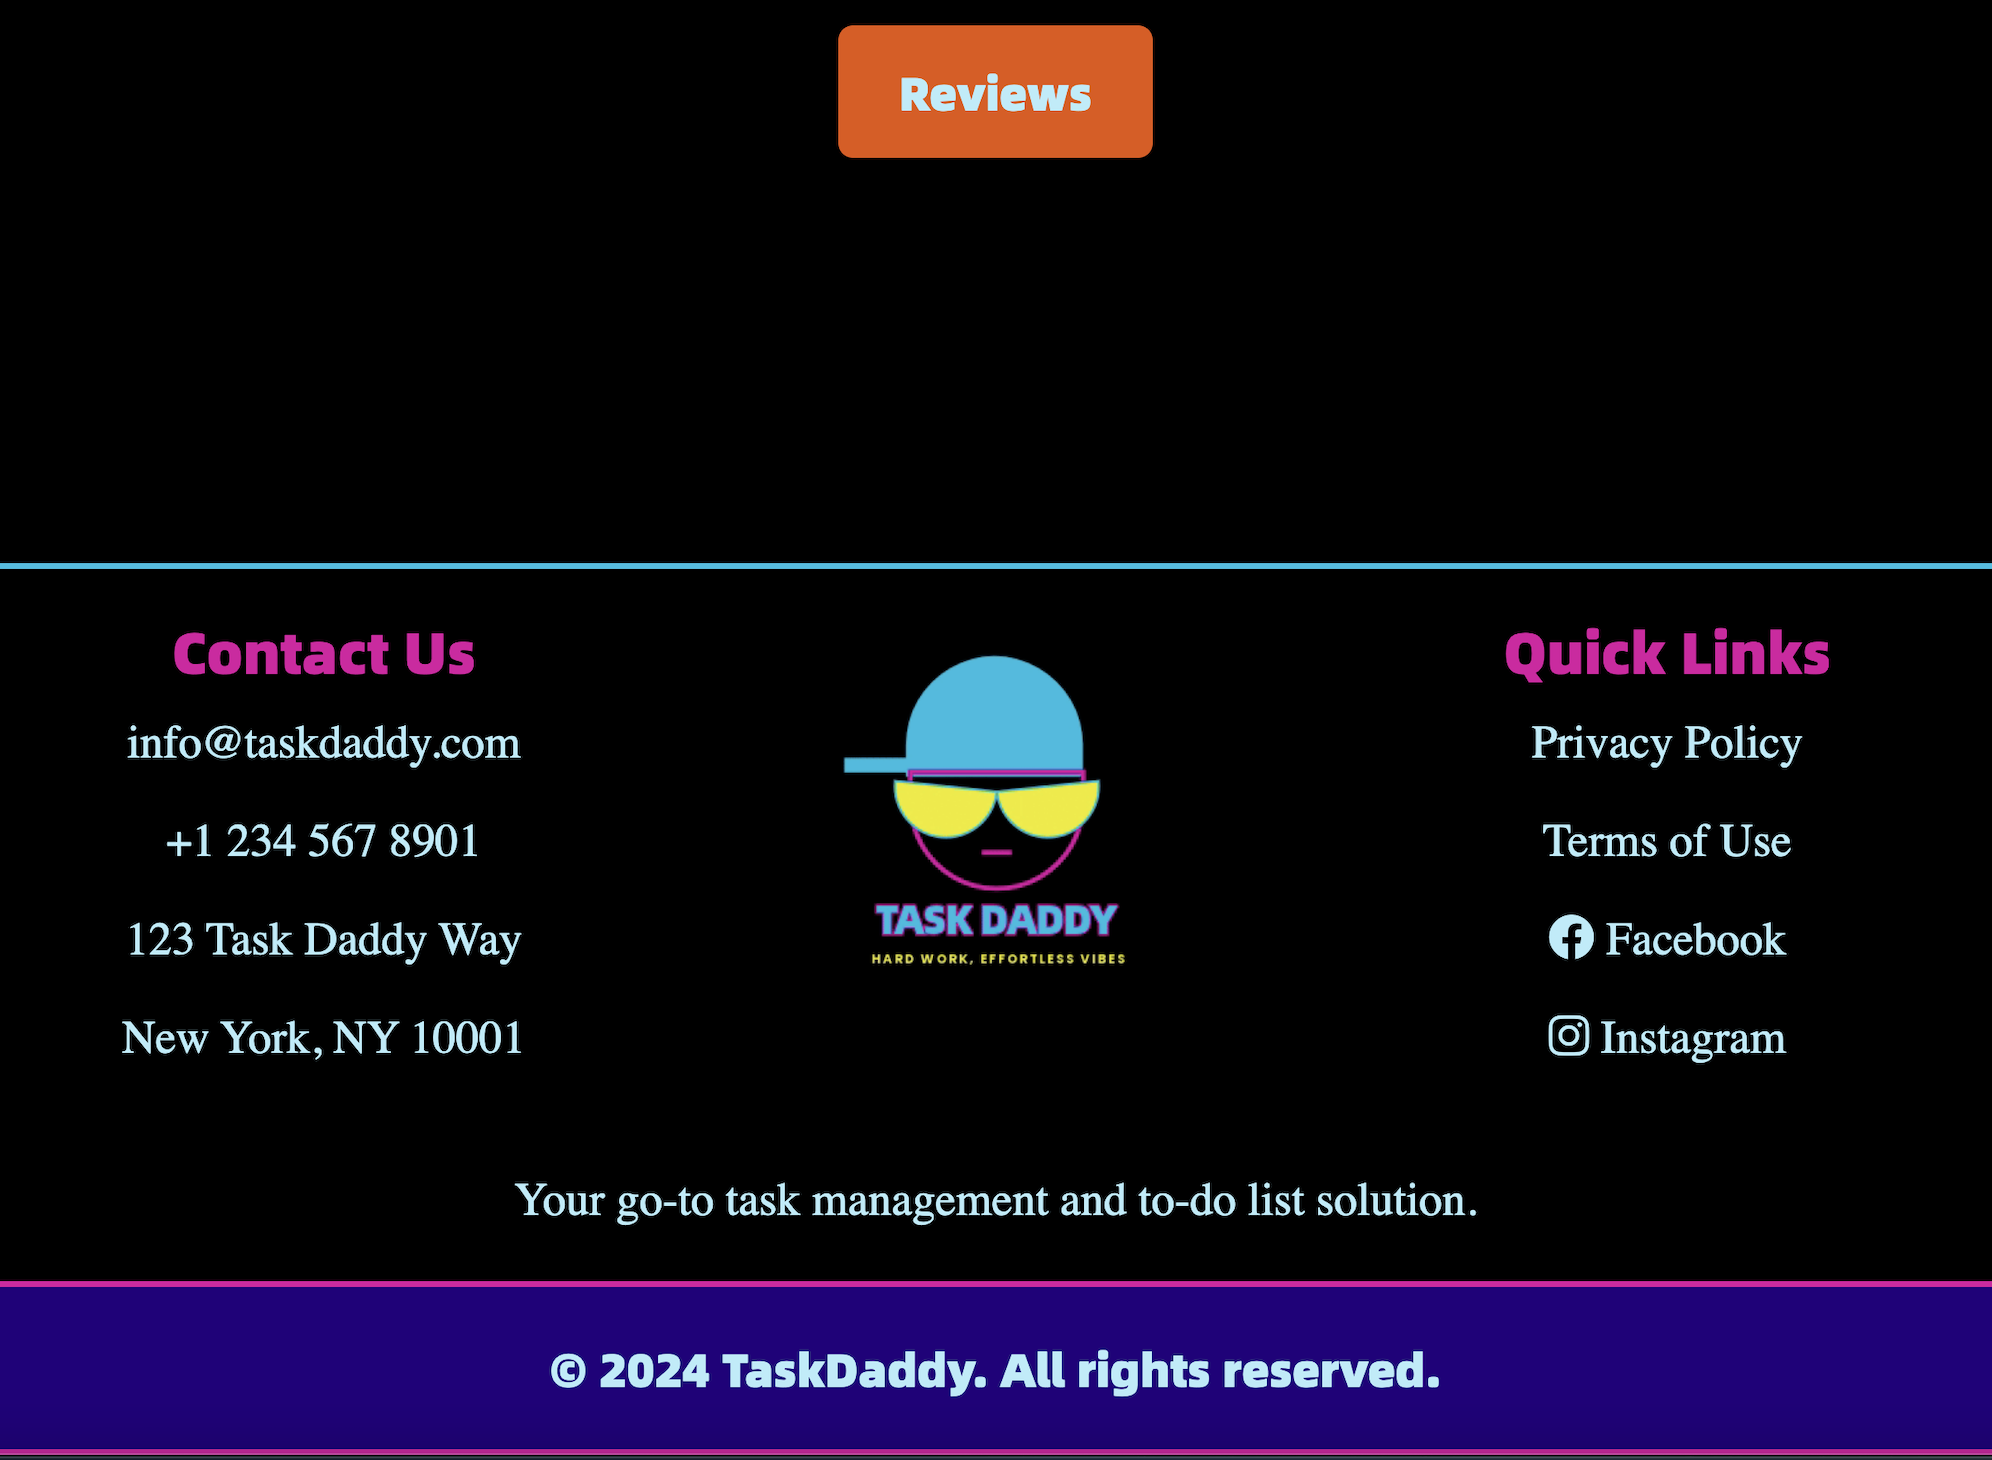 Reviews
Contact Us
info@taskdaddy.com
+1 234 567 8901
123 Task Daddy Way
New York, NY 10001
TASK DADDY
HARD WORK, EFFORTLESS VIBES
Quick Links
Privacy Policy
Terms of Use
Facebook
Instagram
Your go-to task management and to-do list solution.
© 2024 TaskDaddy. All rights reserved.